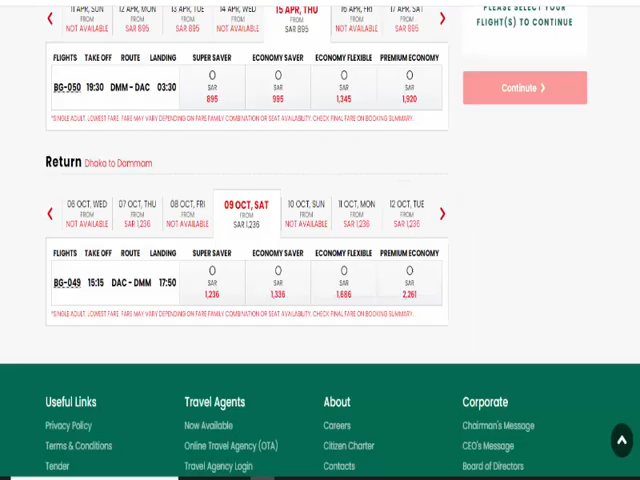 PLEASE SELECT YOUR
FLIGHT(S) TO CONTINUE
Continue ❯
11 APR, SUN 12 APR, MON 13 APR, TUE 14 APR, WED 15 APR, THU 16 APR, FRI 17 APR, SAT
FROM FROM FROM FROM FROM FROM FROM
NOT AVAILABLE SAR 895 SAR 895 NOT AVAILABLE SAR 895 NOT AVAILABLE SAR 895
FLIGHTS TAKE OFF ROUTE LANDING SUPER SAVER ECONOMY SAVER ECONOMY FLEXIBLE PREMIUM ECONOMY
BG-050 19:30 DMM - DAC 03:30 SAR SAR SAR SAR
895 995 1,345 1,920
*SINGLE ADULT, LOWEST FARE. FARE MAY VARY DEPENDING ON FARE FAMILY COMBINATION OR SEAT AVAILABILITY. CHECK FINAL FARE ON BOOKING SUMMARY.
Return Dhaka to Dammam
06 OCT, WED 07 OCT, THU 08 OCT, FRI 09 OCT, SAT 10 OCT, SUN 11 OCT, MON 12 OCT, TUE
FROM FROM FROM FROM FROM FROM FROM
NOT AVAILABLE SAR 1,236 NOT AVAILABLE SAR 1,236 NOT AVAILABLE SAR 1,236 SAR 1,236
FLIGHTS TAKE OFF ROUTE LANDING SUPER SAVER ECONOMY SAVER ECONOMY FLEXIBLE PREMIUM ECONOMY
BG-049 15:15 DAC - DMM 17:50 SAR SAR SAR SAR
1,236 1,336 1,686 2,261
*SINGLE ADULT, LOWEST FARE. FARE MAY VARY DEPENDING ON FARE FAMILY COMBINATION OR SEAT AVAILABILITY. CHECK FINAL FARE ON BOOKING SUMMARY.
Useful Links Travel Agents About Corporate
Privacy Policy Now Available Careers Chairman's Message
Terms & Conditions Online Travel Agency (OTA) Citizen Charter CEO's Message
Tender Travel Agency Login Contacts Board of Directors